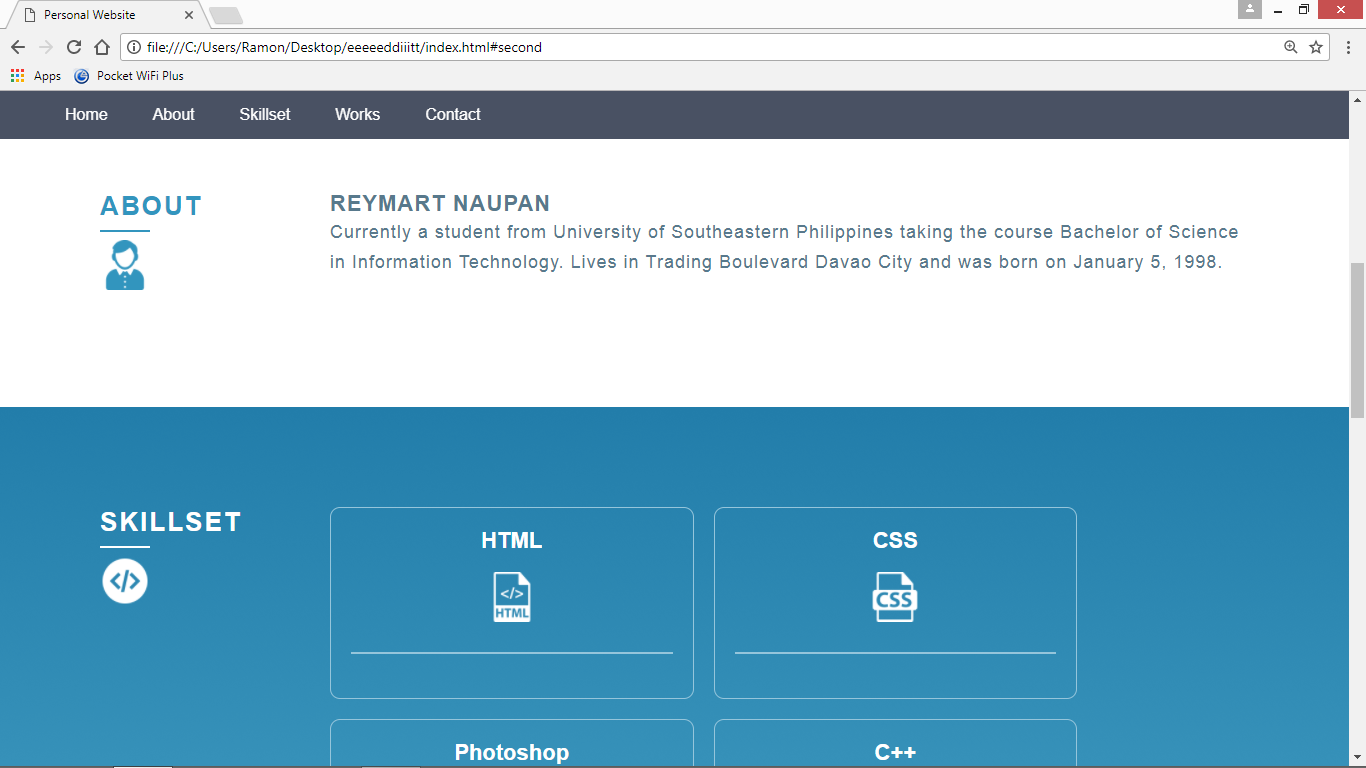 Personal Website
file:///C:/Users/Ramon/Desktop/eeeeeddiiitt/index.html#second
Apps Pocket WiFi Plus
Home About Skillset Works Contact
ABOUT
REYMART NAUPAN
Currently a student from University of Southeastern Philippines taking the course Bachelor of Science
in Information Technology. Lives in Trading Boulevard Davao City and was born on January 5, 1998.
SKILLSET
HTML
</>
HTML
CSS
CSS
</>
Photoshop
C++